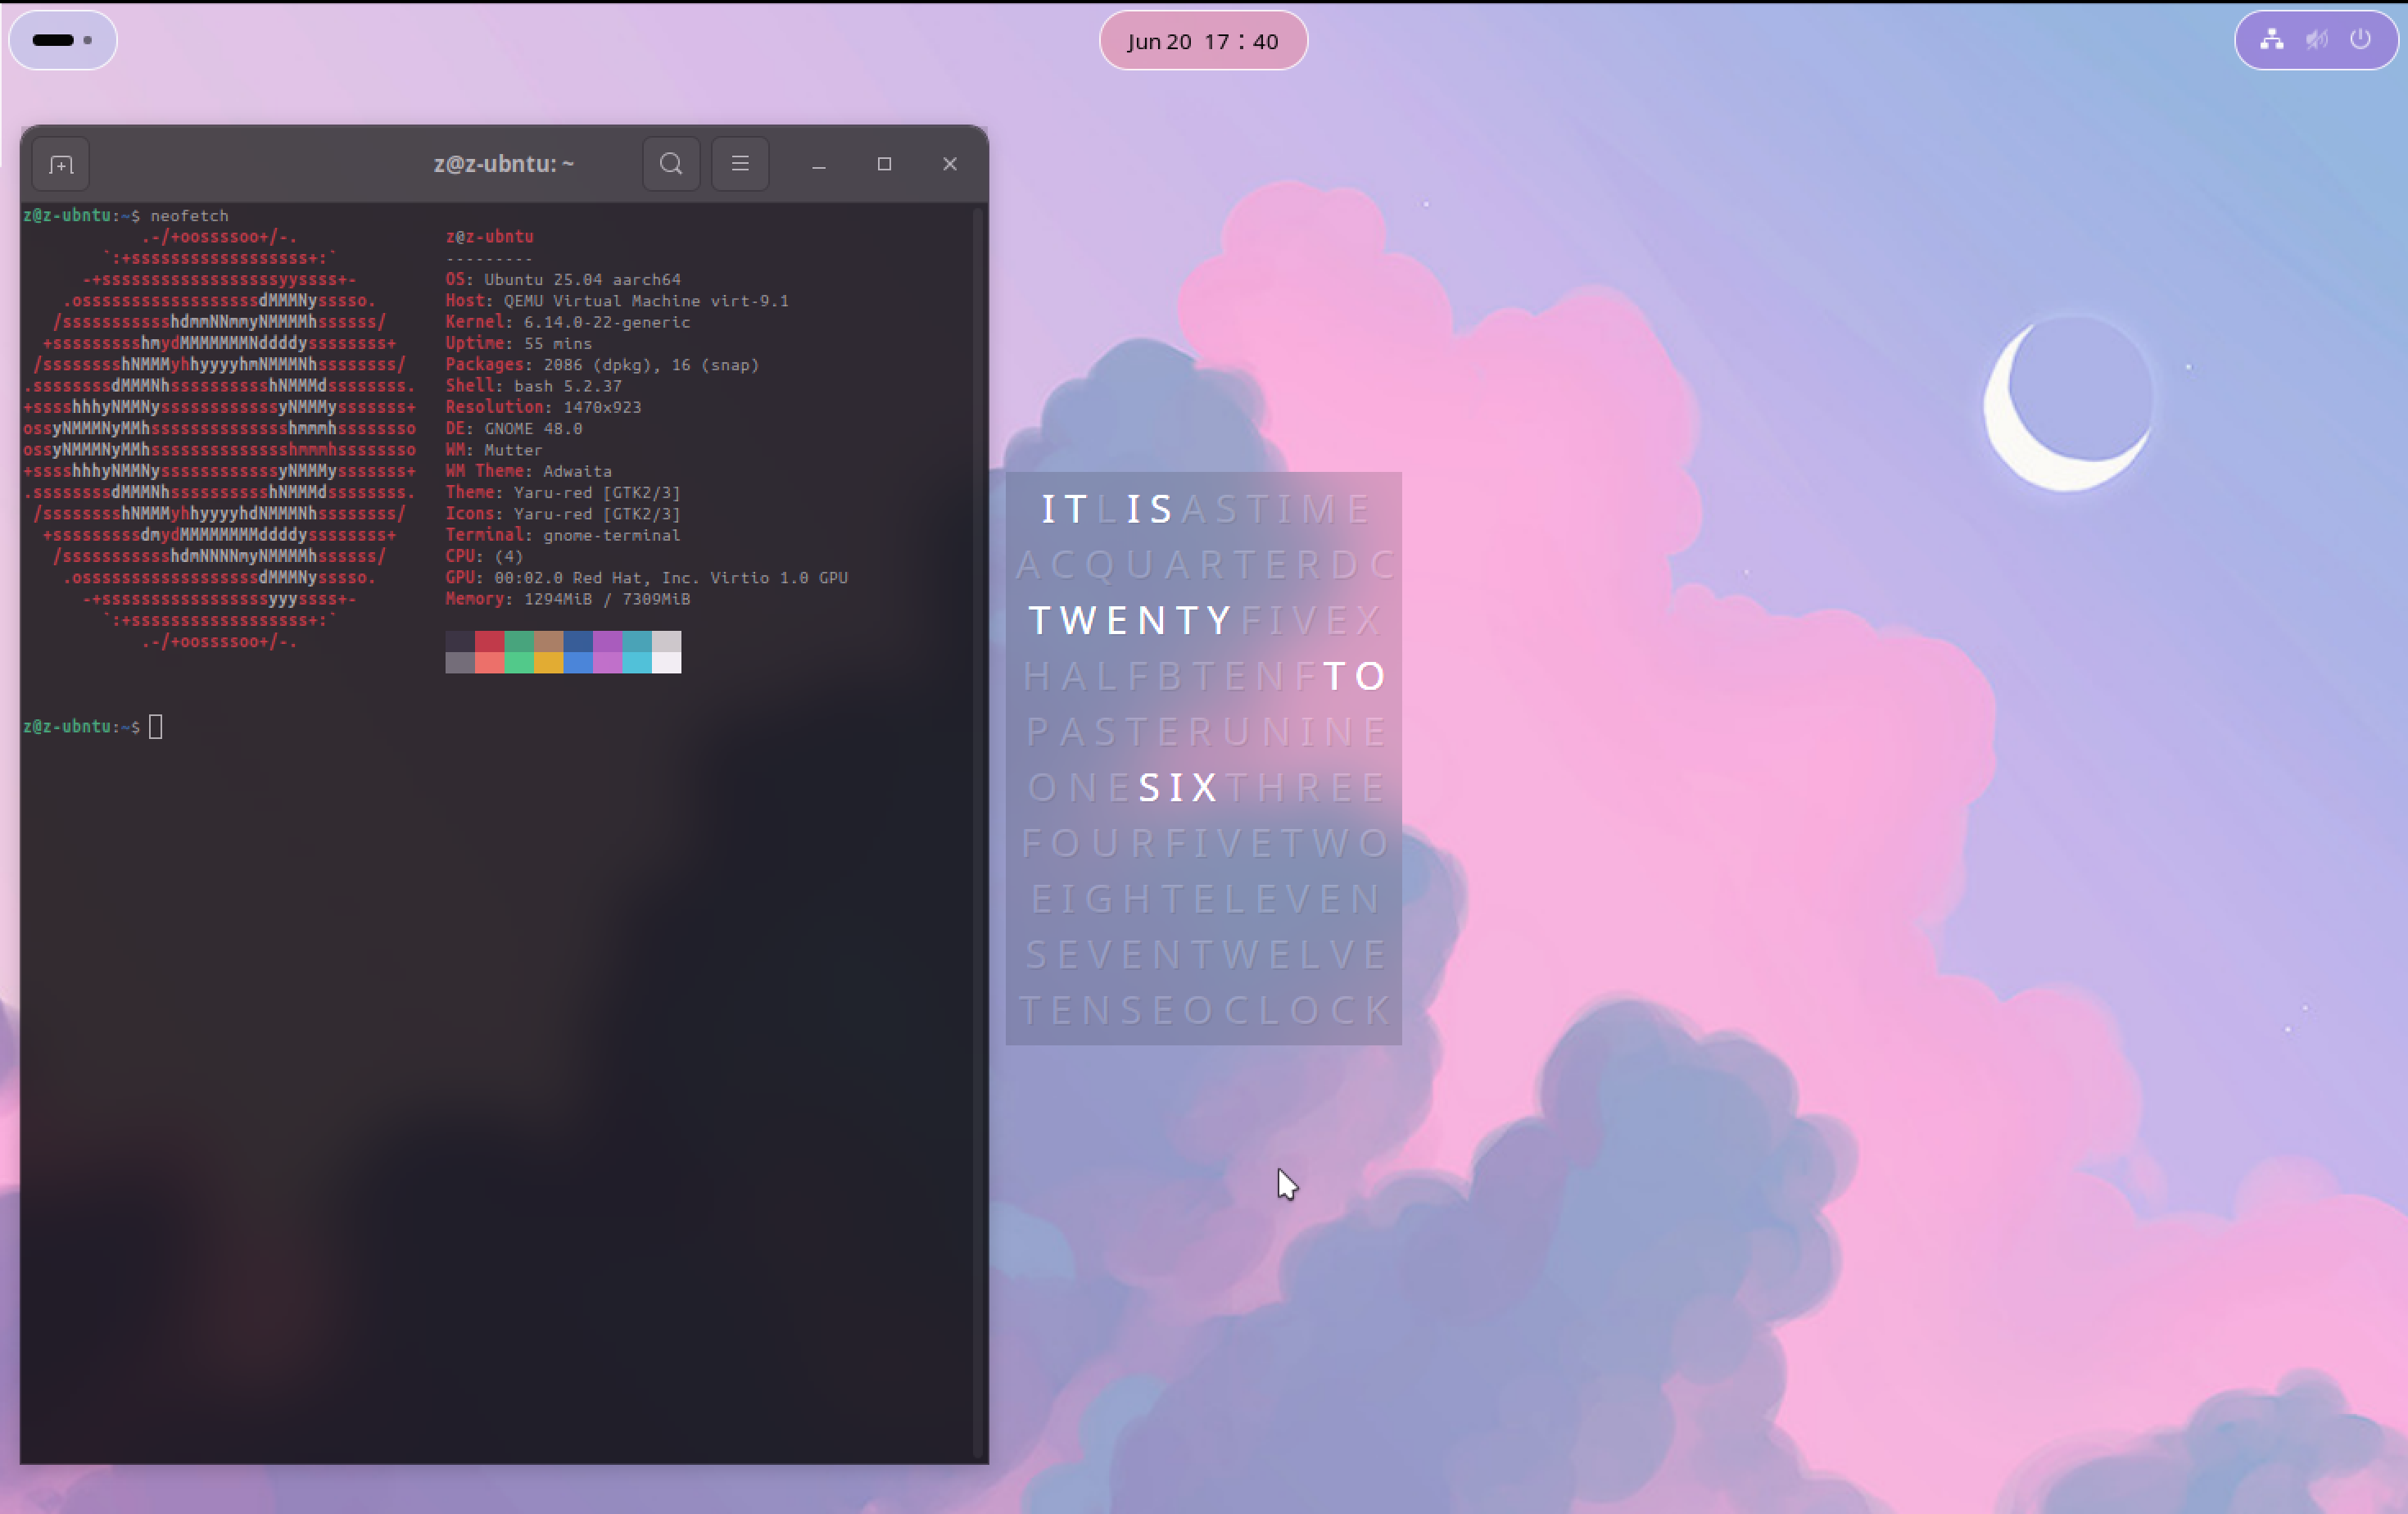 Jun 20 17 : 40
z@z-ubntu: ~
z@z-ubntu:~$ neofetch
.-/+oossssoo+/-. z@z-ubntu
`:+ssssssssssssssssss+:` ---------
-+ssssssssssssssssssyyssss+- OS: Ubuntu 25.04 aarch64
.ossssssssssssssssssdMMMNysssso. Host: QEMU Virtual Machine virt-9.1
/ssssssssssshdmmNNmmyNMMMMhssssss/ Kernel: 6.14.0-22-generic
+ssssssssshmydMMMMMMMNddddyssssssss+ Uptime: 55 mins
/sssssssshNMMMyhhyyyyhmNMMMNhssssssss/ Packages: 2086 (dpkg), 16 (snap)
.ssssssssdMMMNhsssssssssshNMMMdssssssss. Shell: bash 5.2.37
+sssshhhyNMMNyssssssssssssyNMMMysssssss+ Resolution: 1470x923
ossyNMMMNyMMhsssssssssssssshmmmhssssssso DE: GNOME 48.0
ossyNMMMNyMMhsssssssssssssshmmmhssssssso WM: Mutter
+sssshhhyNMMNyssssssssssssyNMMMysssssss+ WM Theme: Adwaita
.ssssssssdMMMNhsssssssssshNMMMdssssssss. Theme: Yaru-red [GTK2/3]
/sssssssshNMMMyhhyyyyhdNMMMNhssssssss/ Icons: Yaru-red [GTK2/3]
+sssssssssdmydMMMMMMMMddddyssssssss+ Terminal: gnome-terminal
/ssssssssssshdmNNNNmyNMMMMhssssss/ CPU: (4)
.ossssssssssssssssssdMMMNysssso. GPU: 00:02.0 Red Hat, Inc. Virtio 1.0 GPU
-+sssssssssssssssssyyyssss+- Memory: 1294MiB / 7309MiB
`:+ssssssssssssssssss+:`
.-/+oossssoo+/-.
z@z-ubntu:~$
ITLISASTIME
ACQUARTERDC
TWENTYFIVEX
HALFBTENFTO
PASTERUNINE
ONESIXTHREE
FOURFIVETWO
EIGHTELEVEN
SEVENTWELVE
TENSEOCLOCK